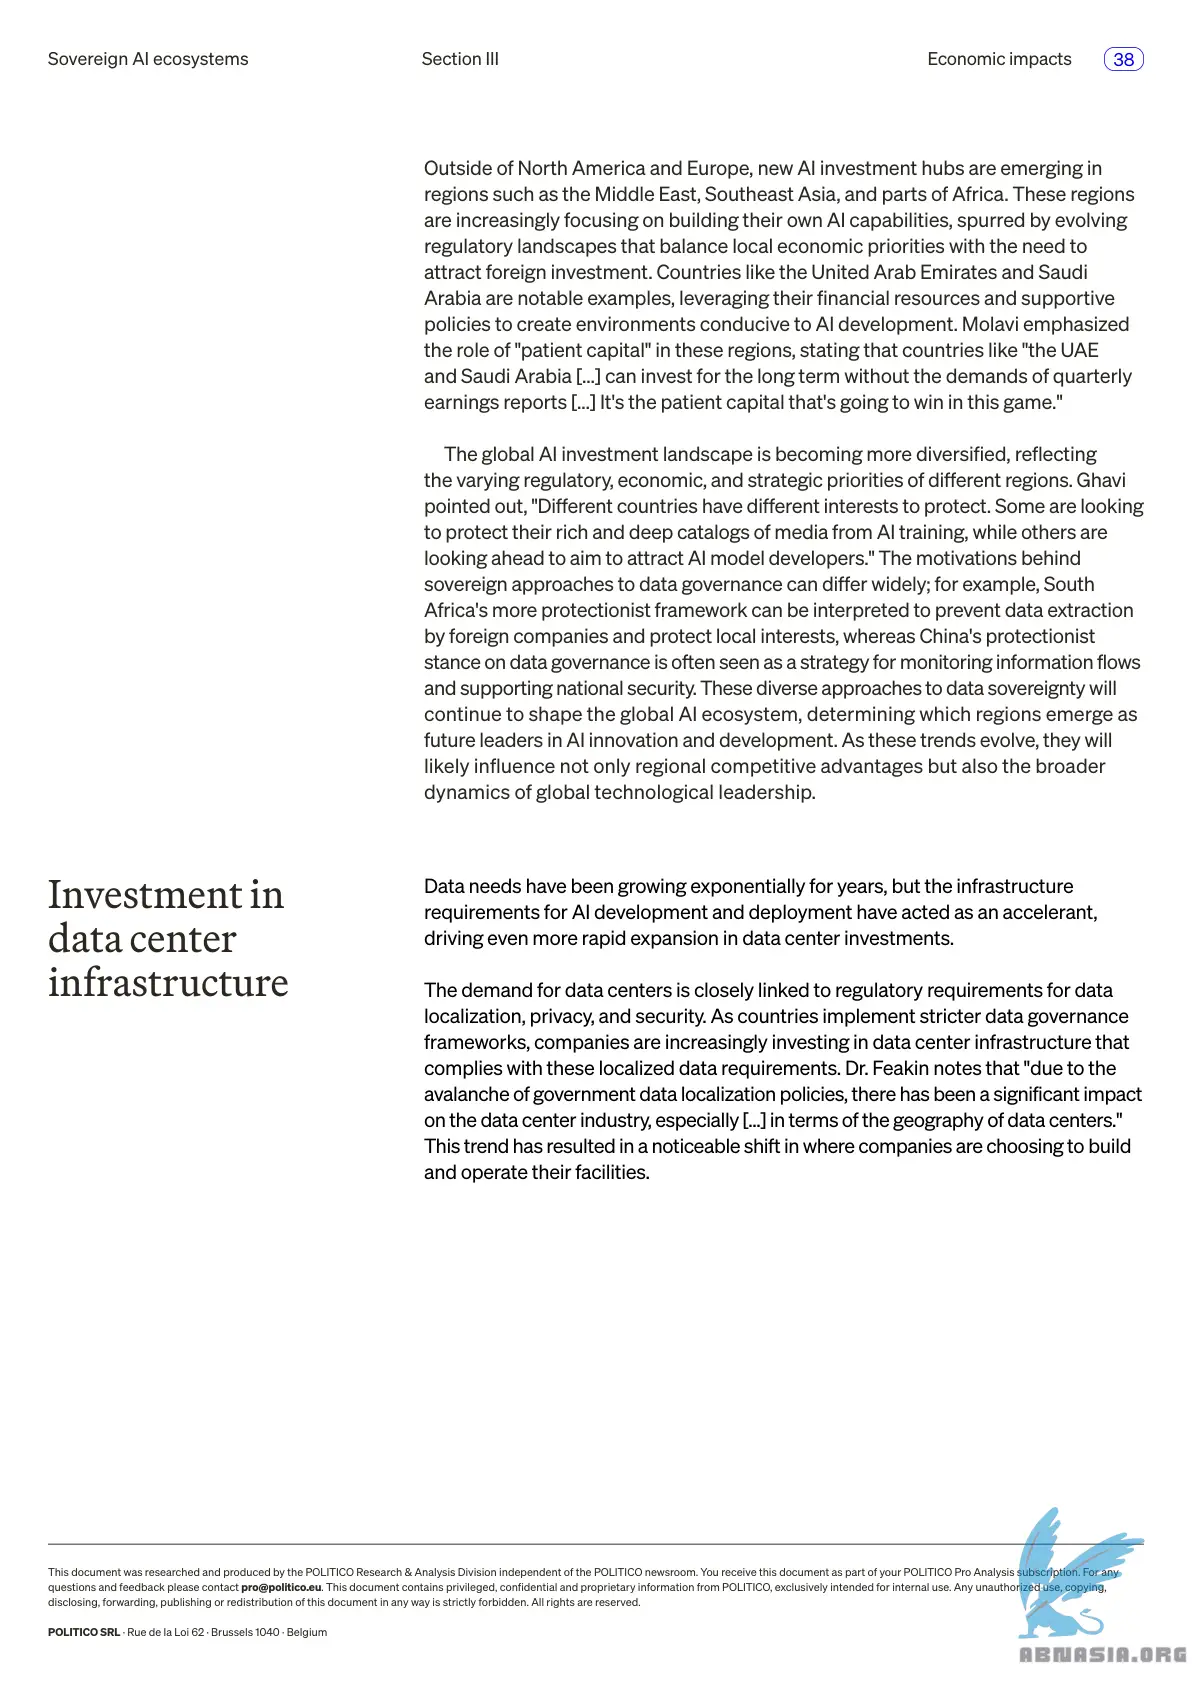 Sovereign AI ecosystems
Section III
Economic impacts
38
Outside of North America and Europe, new AI investment hubs are emerging in
regions such as the Middle East, Southeast Asia, and parts of Africa. These regions
are increasingly focusing on building their own AI capabilities, spurred by evolving
regulatory landscapes that balance local economic priorities with the need to
attract foreign investment. Countries like the United Arab Emirates and Saudi
Arabia are notable examples, leveraging their financial resources and supportive
policies to create environments conducive to AI development. Molavi emphasized
the role of "patient capital" in these regions, stating that countries like "the UAE
and Saudi Arabia [...] can invest for the long term without the demands of quarterly
earnings reports [...] It's the patient capital that's going to win in this game."
The global AI investment landscape is becoming more diversified, reflecting
the varying regulatory, economic, and strategic priorities of different regions. Ghavi
pointed out, "Different countries have different interests to protect. Some are looking
to protect their rich and deep catalogs of media from AI training, while others are
looking ahead to aim to attract AI model developers." The motivations behind
sovereign approaches to data governance can differ widely; for example, South
Africa's more protectionist framework can be interpreted to prevent data extraction
by foreign companies and protect local interests, whereas China's protectionist
stance on data governance is often seen as a strategy for monitoring information flows
and supporting national security. These diverse approaches to data sovereignty will
continue to shape the global AI ecosystem, determining which regions emerge as
future leaders in AI innovation and development. As these trends evolve, they will
likely influence not only regional competitive advantages but also the broader
dynamics of global technological leadership.
Investment in
data center
infrastructure
Data needs have been growing exponentially for years, but the infrastructure
requirements for AI development and deployment have acted as an accelerant,
driving even more rapid expansion in data center investments.
The demand for data centers is closely linked to regulatory requirements for data
localization, privacy, and security. As countries implement stricter data governance
frameworks, companies are increasingly investing in data center infrastructure that
complies with these localized data requirements. Dr. Feakin notes that "due to the
avalanche of government data localization policies, there has been a significant impact
on the data center industry, especially [...] in terms of the geography of data centers."
This trend has resulted in a noticeable shift in where companies are choosing to build
and operate their facilities.
This document was researched and produced by the POLITICO Research & Analysis Division independent of the POLITICO newsroom. You receive this document as part of your POLITICO Pro Analysis subscription. For any
questions and feedback please contact pro@politico.eu. This document contains privileged, confidential and proprietary information from POLITICO, exclusively intended for internal use. Any unauthorized use, copying,
disclosing, forwarding, publishing or redistribution of this document in any way is strictly forbidden. All rights are reserved.
POLITICO SRL · Rue de la Loi 62 · Brussels 1040 · Belgium
ABNASIA.ORG